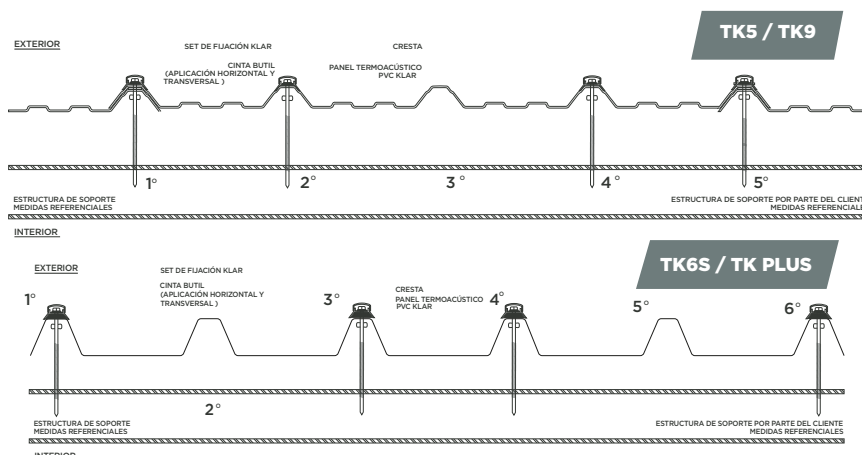 TK5 / TK9
EXTERIOR
SET DE FIJACIÓN KLAR
CRESTA
CINTA BUTIL
(APLICACIÓN HORIZONTAL Y
TRANSVERSAL )
PANEL TERMOACÚSTICO
PVC KLAR
1°
2°
3°
4°
5°
ESTRUCTURA DE SOPORTE
MEDIDAS REFERENCIALES
ESTRUCTURA DE SOPORTE POR PARTE DEL CLIENTE
MEDIDAS REFERENCIALES
INTERIOR
TK6S / TK PLUS
EXTERIOR
SET DE FIJACIÓN KLAR
CINTA BUTIL
(APLICACIÓN HORIZONTAL Y
TRANSVERSAL )
CRESTA
PANEL TERMOACÚSTICO
PVC KLAR
1°
3°
4°
5°
6°
2°
ESTRUCTURA DE SOPORTE
MEDIDAS REFERENCIALES
ESTRUCTURA DE SOPORTE POR PARTE DEL CLIENTE
MEDIDAS REFERENCIALES
INTERIOR